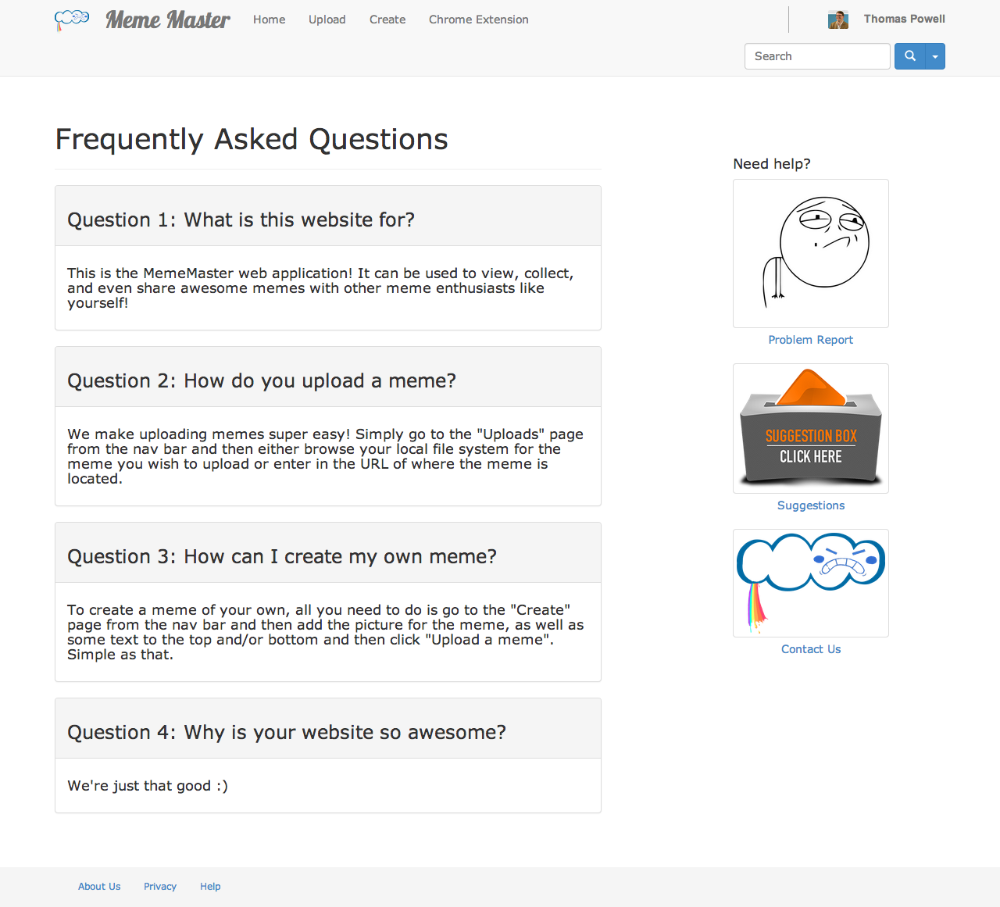 Meme Master
Home
Upload
Create
Chrome Extension
Thomas Powell
Search
Frequently Asked Questions
Question 1: What is this website for?
This is the MemeMaster web application! It can be used to view, collect,
and even share awesome memes with other meme enthusiasts like
yourself!
Question 2: How do you upload a meme?
We make uploading memes super easy! Simply go to the "Uploads" page
from the nav bar and then either browse your local file system for the
meme you wish to upload or enter in the URL of where the meme is
located.
Question 3: How can I create my own meme?
To create a meme of your own, all you need to do is go to the "Create"
page from the nav bar and then add the picture for the meme, as well as
some text to the top and/or bottom and then click "Upload a meme".
Simple as that.
Question 4: Why is your website so awesome?
We're just that good :)
Need help?
Problem Report
SUGGESTION BOX
CLICK HERE
Suggestions
Contact Us
About Us
Privacy
Help